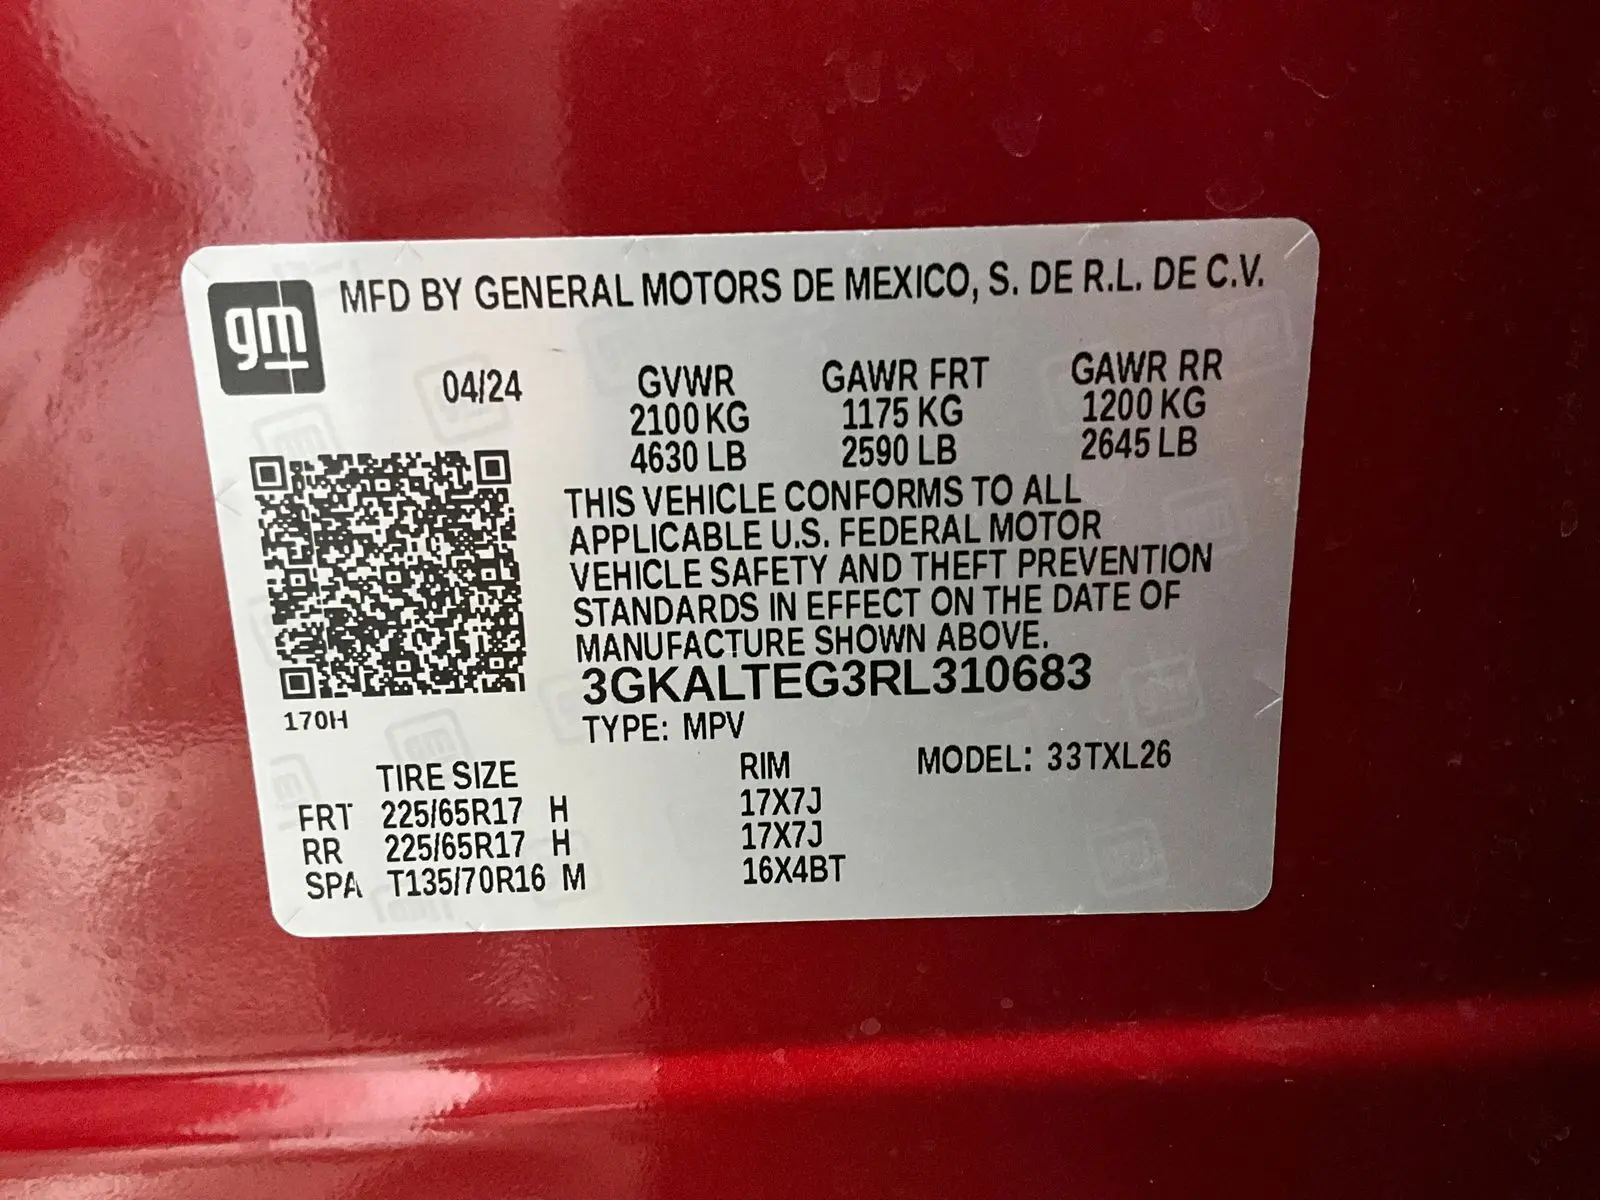 gm
MFD BY GENERAL MOTORS DE MEXICO, S. DE R.L. DE C.V.
04/24
GVWR GAWR FRT GAWR RR
2100 KG 1175 KG 1200 KG
4630 LB 2590 LB 2645 LB
THIS VEHICLE CONFORMS TO ALL
APPLICABLE U.S. FEDERAL MOTOR
VEHICLE SAFETY AND THEFT PREVENTION
STANDARDS IN EFFECT ON THE DATE OF
MANUFACTURE SHOWN ABOVE.
3GKALTEG3RL310683
170H
TYPE: MPV
MODEL: 33TXL26
TIRE SIZE RIM
FRT 225/65R17 H 17X7J
RR 225/65R17 H 17X7J
SPA T135/70R16 M 16X4BT